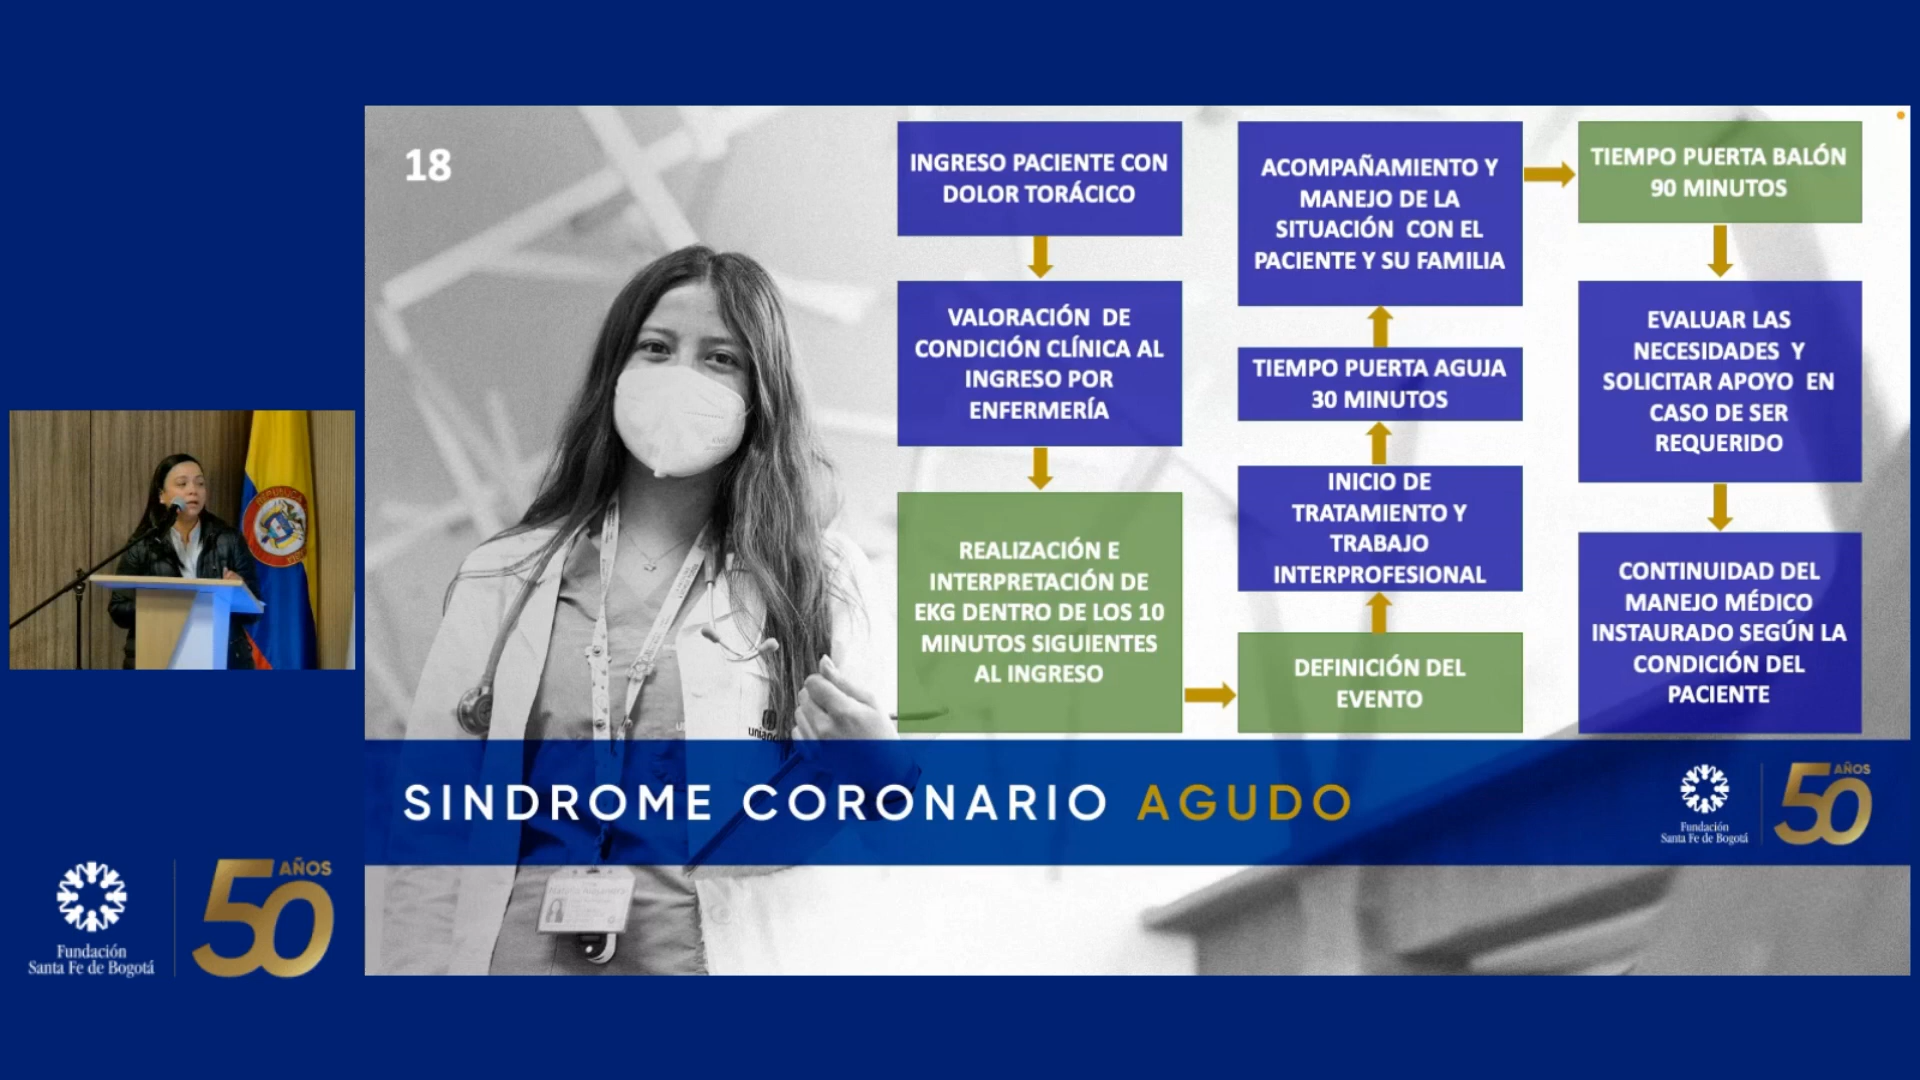 18
INGRESO PACIENTE CON
DOLOR TORÁCICO
VALORACIÓN DE
CONDICIÓN CLÍNICA AL
INGRESO POR
ENFERMERÍA
REALIZACIÓN E
INTERPRETACIÓN DE
EKG DENTRO DE LOS 10
MINUTOS SIGUIENTES
AL INGRESO
DEFINICIÓN DEL
EVENTO
INICIO DE
TRATAMIENTO Y
TRABAJO
INTERPROFESIONAL
TIEMPO PUERTA AGUJA
30 MINUTOS
ACOMPAÑAMIENTO Y
MANEJO DE LA
SITUACIÓN CON EL
PACIENTE Y SU FAMILIA
TIEMPO PUERTA BALÓN
90 MINUTOS
EVALUAR LAS
NECESIDADES Y
SOLICITAR APOYO EN
CASO DE SER
REQUERIDO
CONTINUIDAD DEL
MANEJO MÉDICO
INSTAURADO SEGÚN LA
CONDICIÓN DEL
PACIENTE
SINDROME CORONARIO AGUDO
Fundación
Santa Fe de Bogotá
50 AÑOS
Fundación
Santa Fe de Bogotá
50 AÑOS